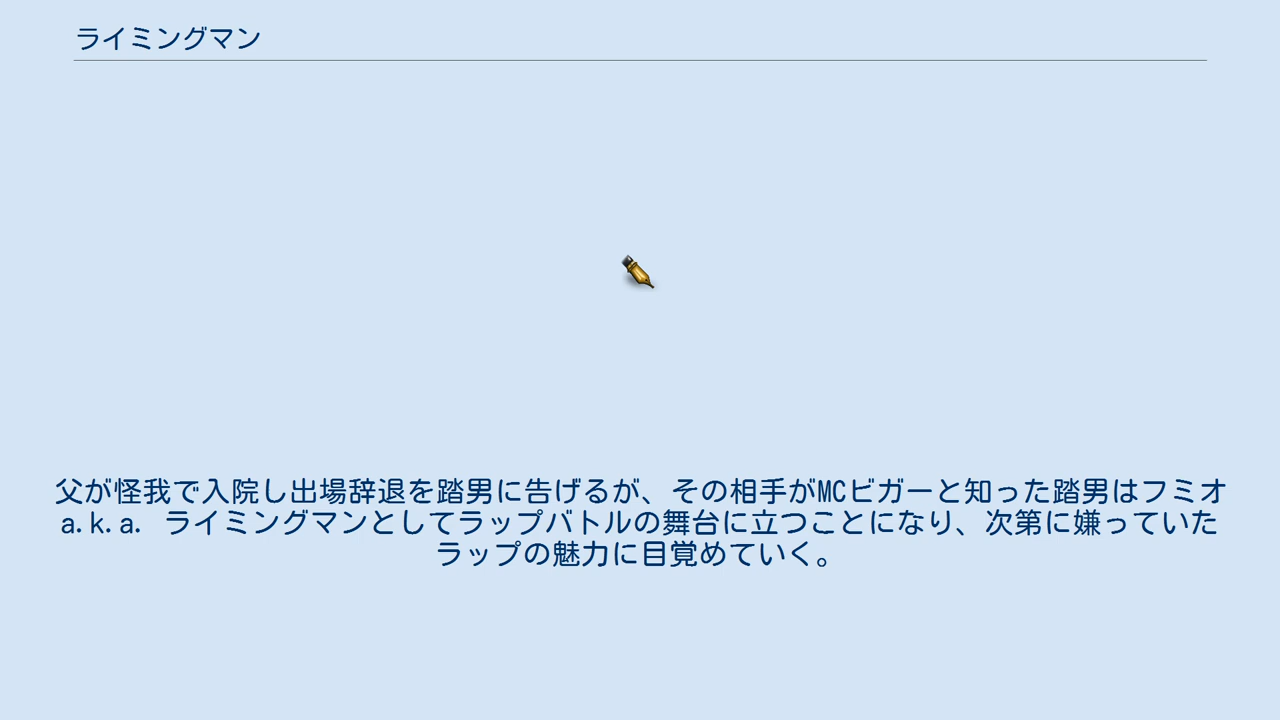 ライミングマン
父が怪我で入院し出場辞退を踏男に告げるが、その相手がMCビガーと知った踏男はフミオ
a.k.a. ライミングマンとしてラップバトルの舞台に立つことになり、次第に嫌っていた
ラップの魅力に目覚めていく。